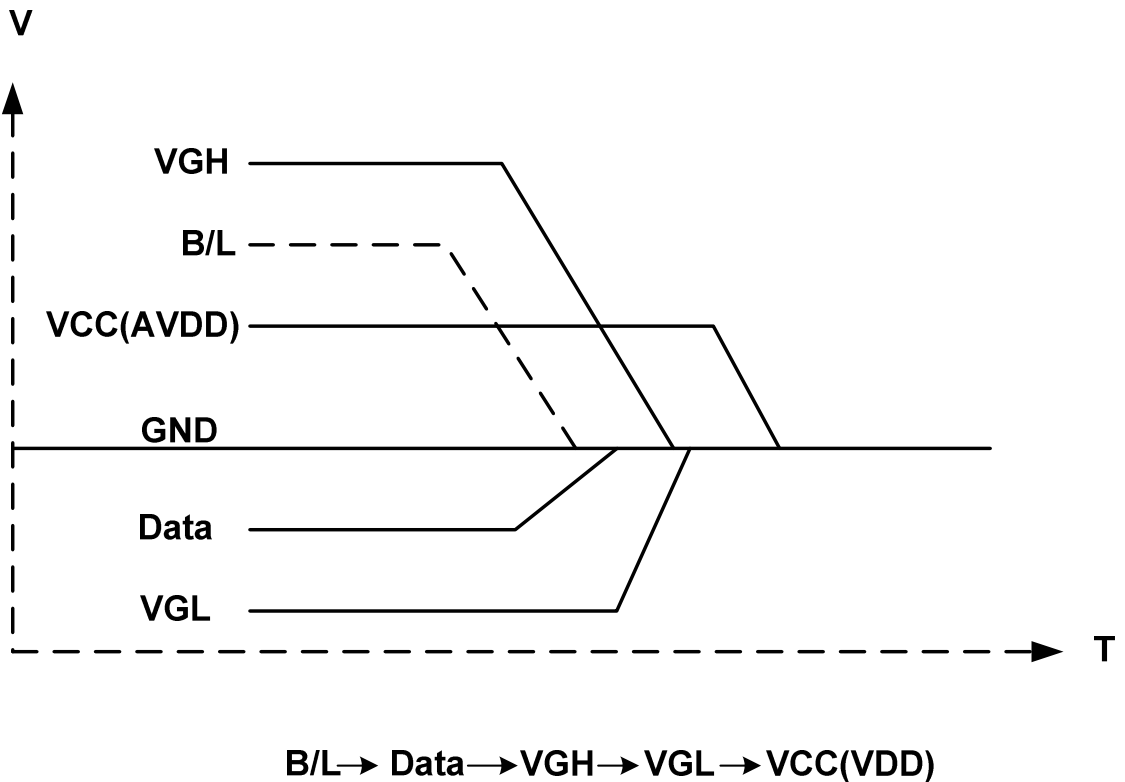 V
VGH
B/L
VCC(AVDD)
GND
Data
VGL
T
B/L→ Data→VGH→VGL→VCC(VDD)